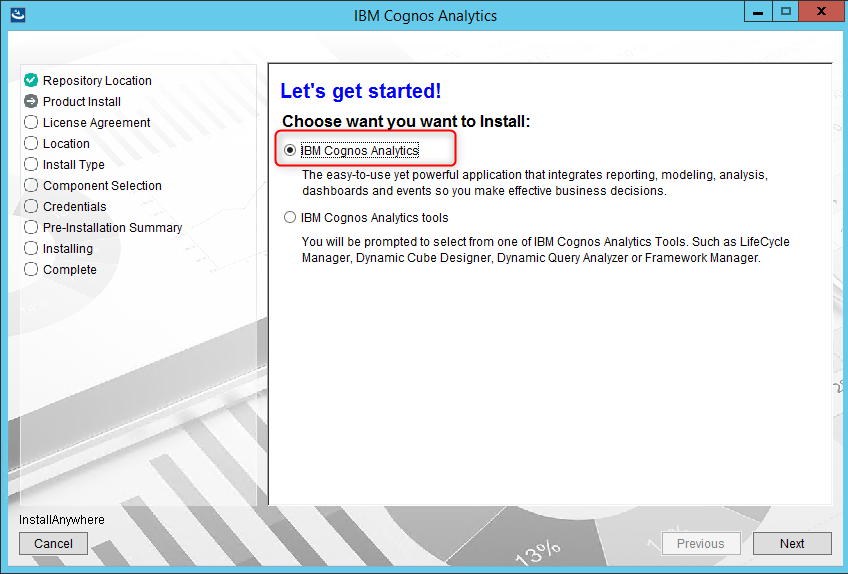 IBM Cognos Analytics
Repository Location
Product Install
License Agreement
Location
Install Type
Component Selection
Credentials
Pre-Installation Summary
Installing
Complete
Let's get started!
Choose want you want to Install:
IBM Cognos Analytics
The easy-to-use yet powerful application that integrates reporting, modeling, analysis,
dashboards and events so you make effective business decisions.
IBM Cognos Analytics tools
You will be prompted to select from one of IBM Cognos Analytics Tools. Such as LifeCycle
Manager, Dynamic Cube Designer, Dynamic Query Analyzer or Framework Manager.
13%
InstallAnywhere
Cancel
Previous
Next